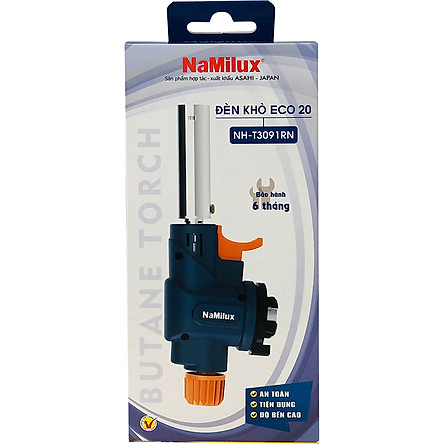 NaMilux®
Sản phẩm hợp tác - xuất khẩu ASAHI - JAPAN
ĐÈN KHÒ ECO 20
NH-T3091RN
Bảo hành
6 tháng
BUTANE TORCH
NaMilux
AN TOÀN
TIỆN DỤNG
ĐỘ BỀN CAO